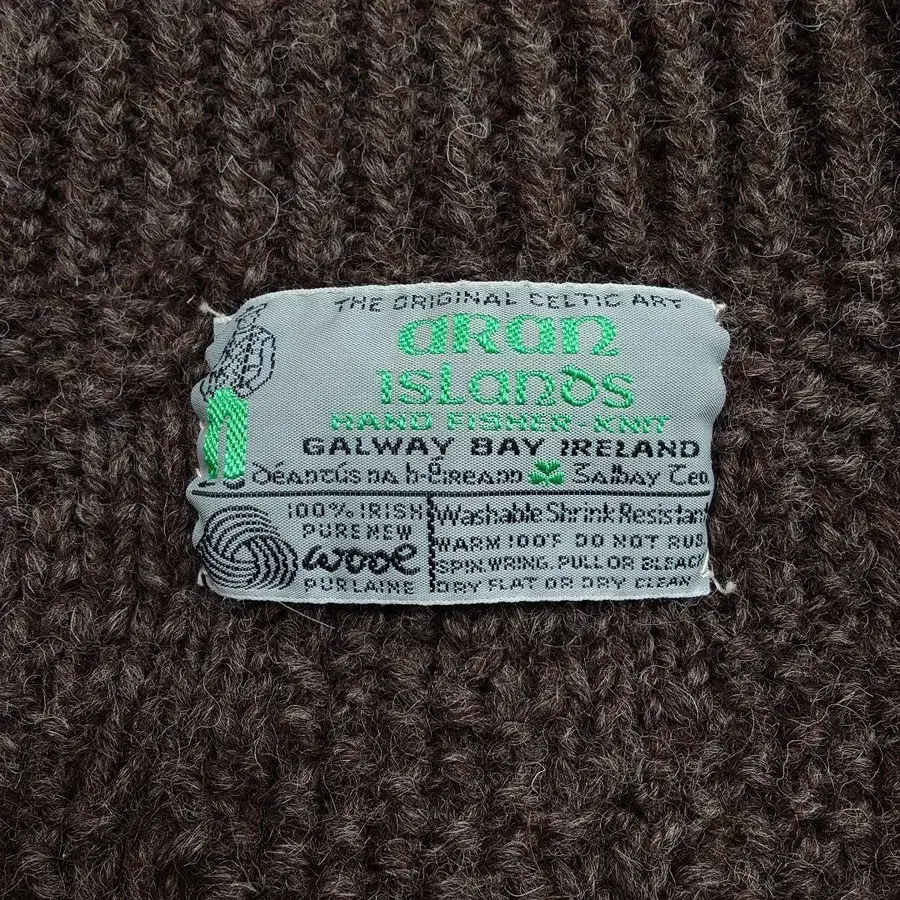 THE ORIGINAL CELTIC ART
aRan
islands
HAND FISHER-KNIT
GALWAY BAY IRELAND
Déantús na h-Éireann Galbay Teo.
100% IRISH
PURE NEW
wool
PUR LAINE
Washable Shrink Resistan
WARM 100°F DO NOT RUB
SPIN, WRING, PULL OR BLEACH
DRY FLAT OR DRY CLEAN